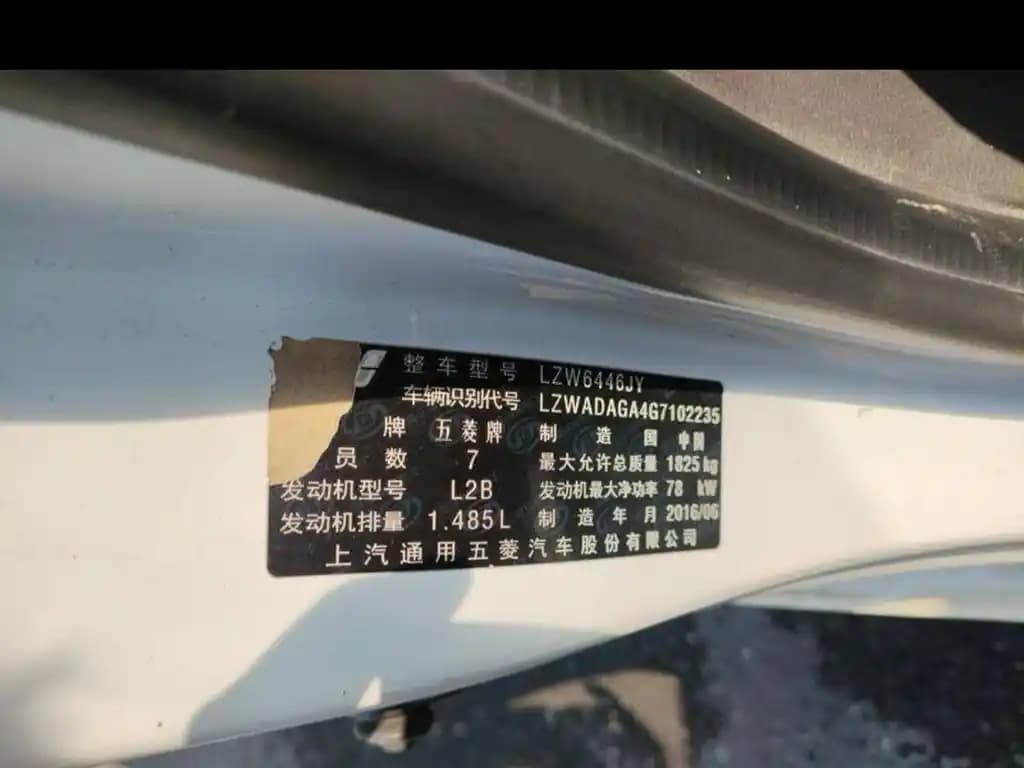 整车型号 LZW6446JY
车辆识别代号 LZWADAGA4G7102235
牌 五菱牌 制造国 中国
员数 7 最大允许总质量 1825 kg
发动机型号 L2B 发动机最大净功率 78 kW
发动机排量 1.485L 制造年月 2016/06
上汽通用五菱汽车股份有限公司